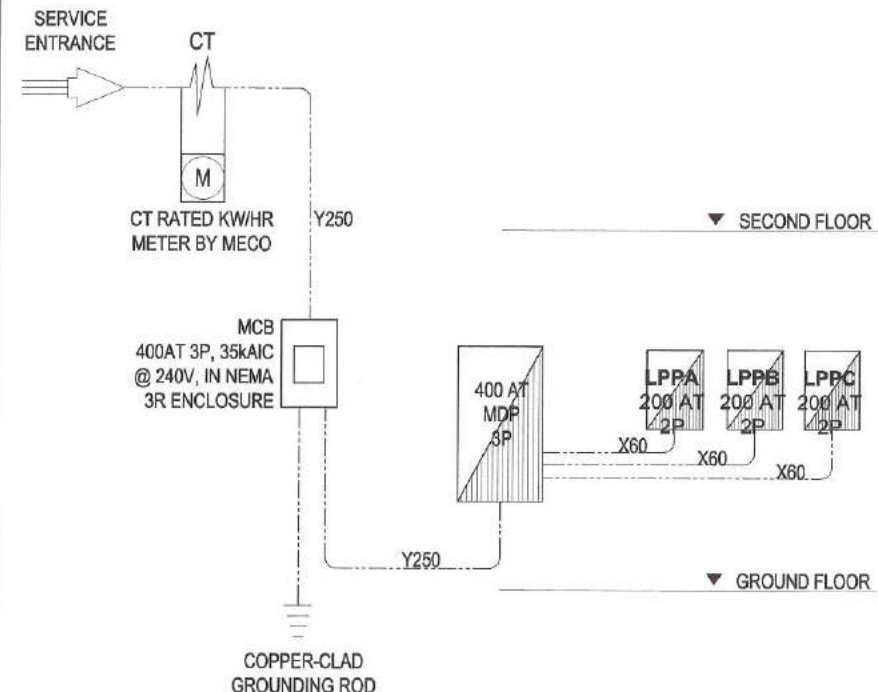 SERVICE
ENTRANCE
CT
M
CT RATED KW/HR
METER BY MECO
Y250
SECOND FLOOR
MCB
400AT 3P, 35kAIC
@ 240V, IN NEMA
3R ENCLOSURE
400 AT
MDP
3P
LPPA
200 AT
2P
LPPB
200 AT
2P
LPPC
200 AT
2P
X60
X60
X60
Y250
GROUND FLOOR
COPPER-CLAD
GROUNDING ROD